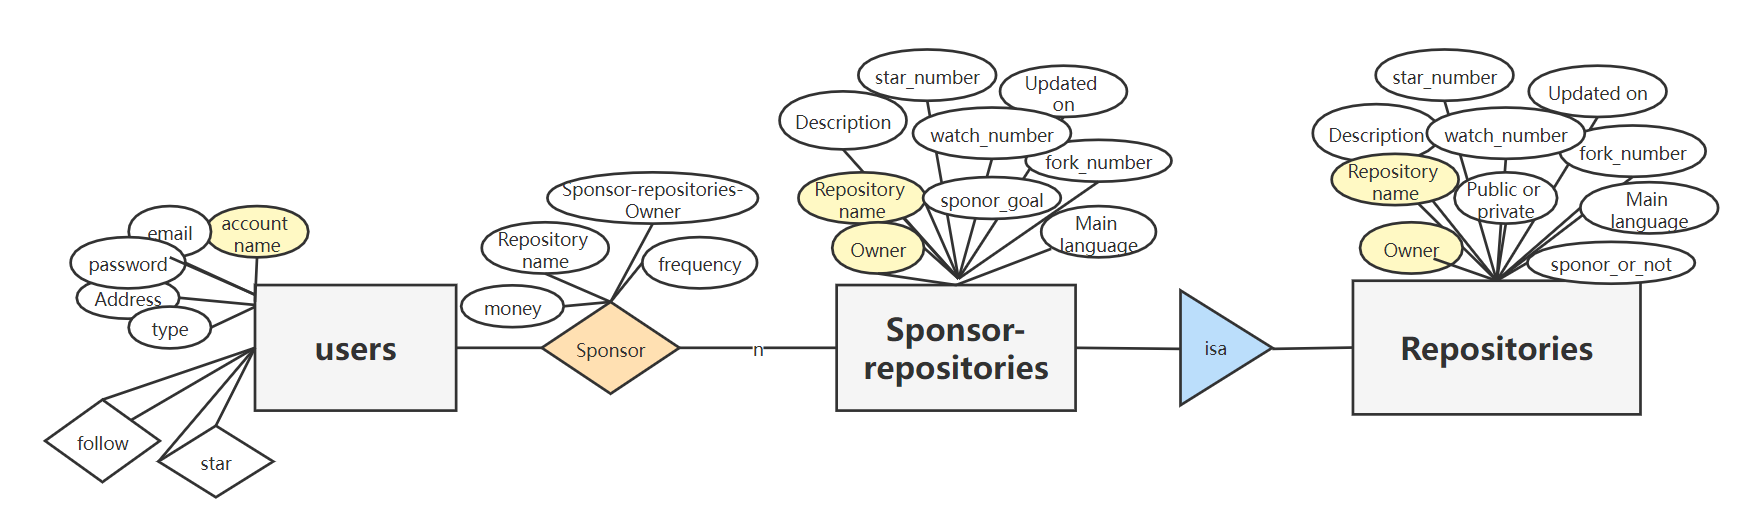 account
name
email
password
Address
type
users
follow
star
Sponsor-repositories-
Owner
Repository
name
frequency
money
Sponsor
n
star_number
Updated
on
Description
watch_number
fork_number
Repository
name
sponor_goal
Main
language
Owner
Sponsor-
repositories
isa
star_number
Updated on
Description
watch_number
fork_number
Repository
name
Public or
private
Main
language
Owner
sponor_or_not
Repositories